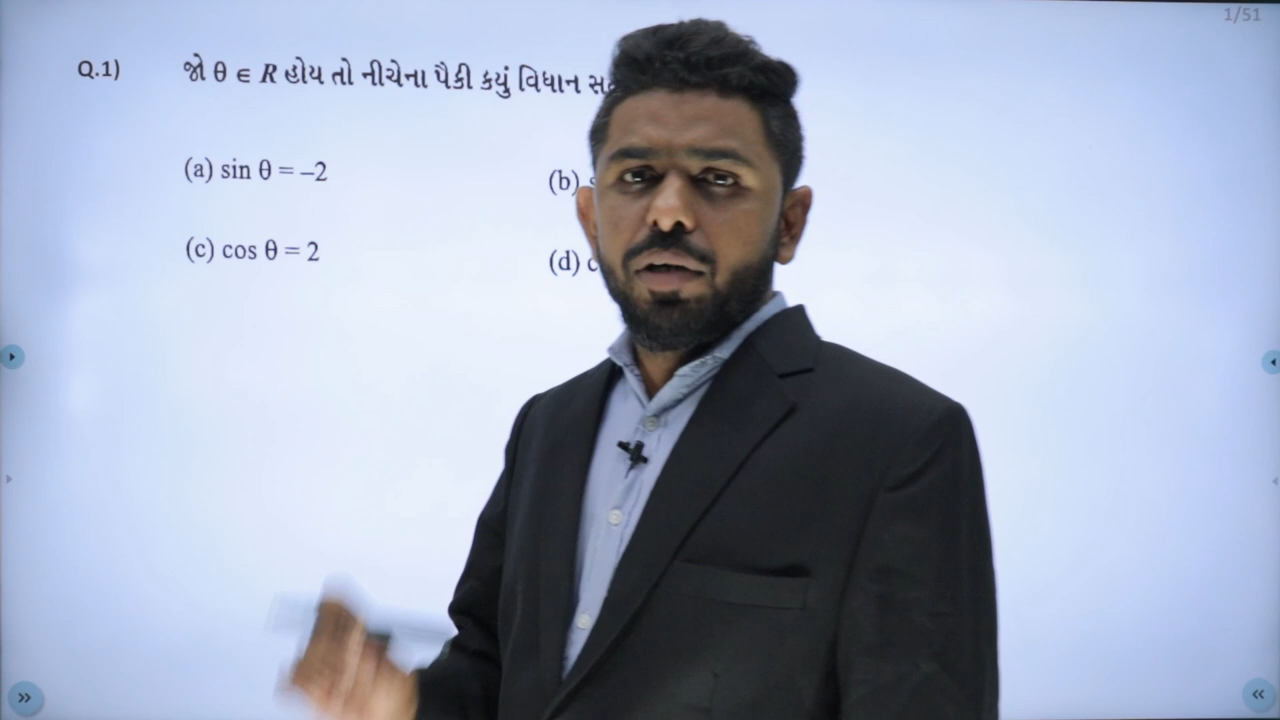 1/51
Q.1) જો θ ∈ R હોય તો નીચેના પૈકી કયું વિધાન
(a) sin θ = –2
(b)
(c) cos θ = 2
(d) c